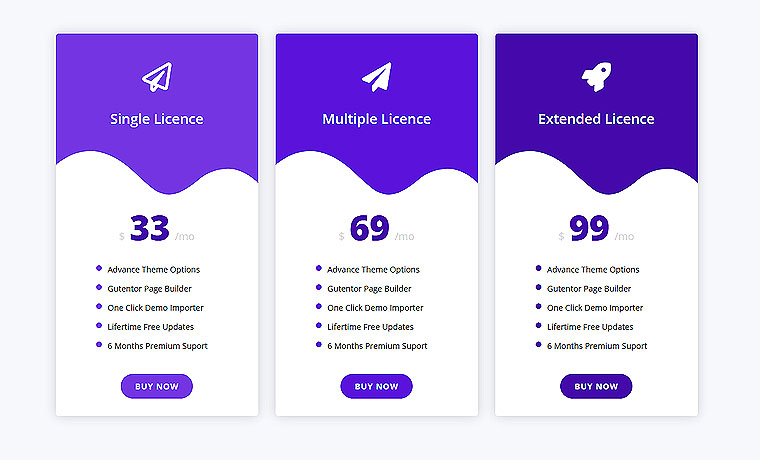 Single Licence
$ 33 /mo
Advance Theme Options
Gutentor Page Builder
One Click Demo Importer
Lifertime Free Updates
6 Months Premium Suport
BUY NOW
Multiple Licence
$ 69 /mo
Advance Theme Options
Gutentor Page Builder
One Click Demo Importer
Lifertime Free Updates
6 Months Premium Suport
BUY NOW
Extended Licence
$ 99 /mo
Advance Theme Options
Gutentor Page Builder
One Click Demo Importer
Lifertime Free Updates
6 Months Premium Suport
BUY NOW